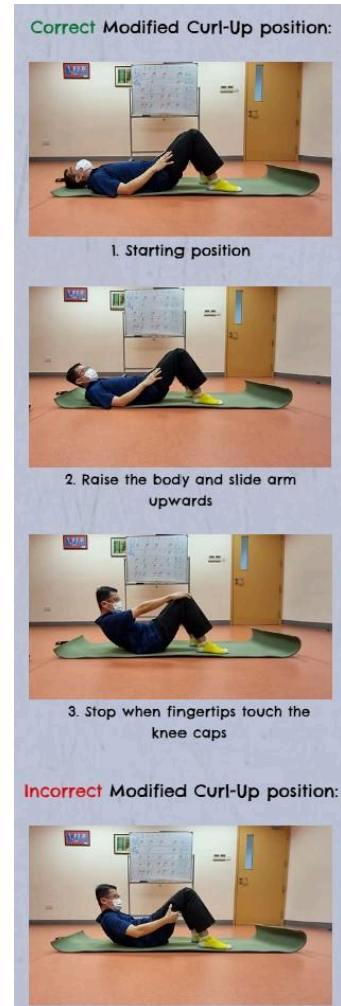 Correct Modified Curl-Up position:
1. Starting position
2. Raise the body and slide arm
upwards
3. Stop when fingertips touch the
knee caps
Incorrect Modified Curl-Up position: